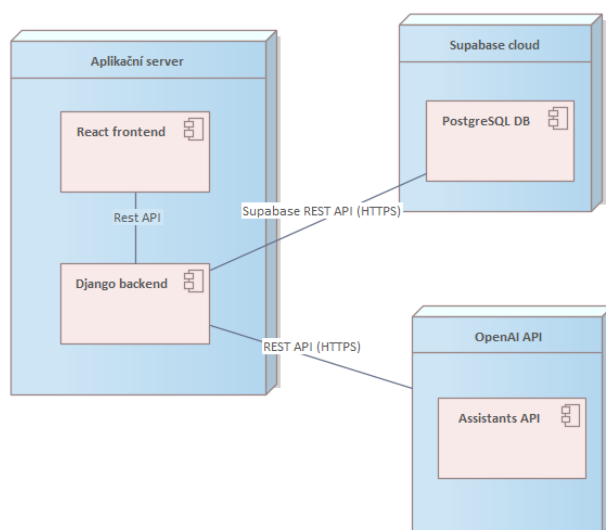 Aplikační server
React frontend
Rest API
Django backend
Supabase cloud
PostgreSQL DB
Supabase REST API (HTTPS)
REST API (HTTPS)
OpenAI API
Assistants API